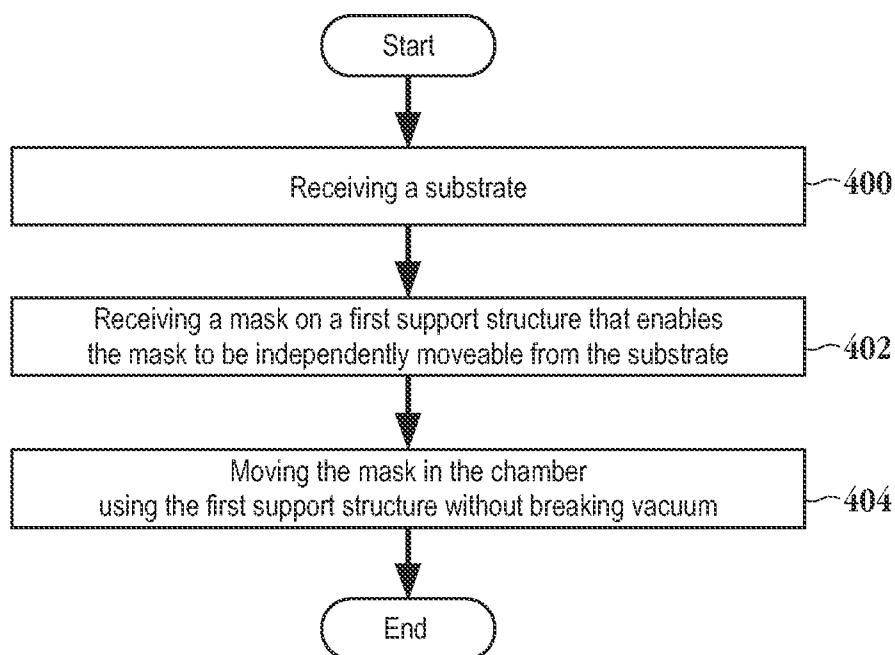 Start
Receiving a substrate
400
Receiving a mask on a first support structure that enables
the mask to be independently moveable from the substrate
402
Moving the mask in the chamber
using the first support structure without breaking vacuum
404
End